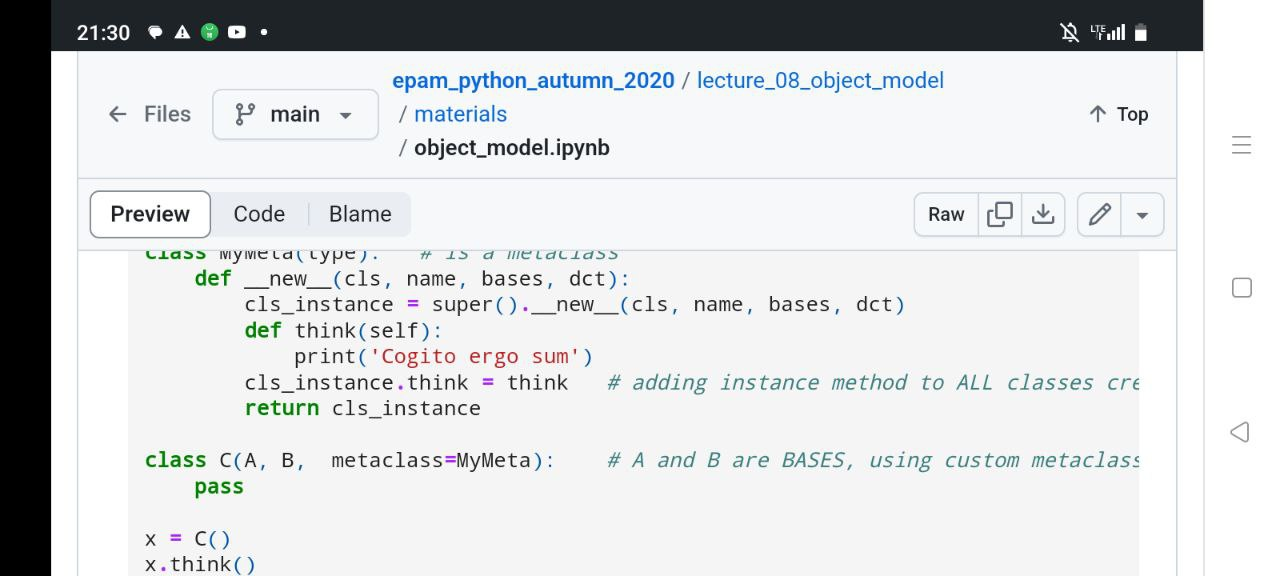 21:30
LTE
epam_python_autumn_2020 / lecture_08_object_model
Files
main
/ materials
Top
/ object_model.ipynb
Preview
Code
Blame
Raw
class MyMeta(type):   # is a metaclass
    def __new__(cls, name, bases, dct):
        cls_instance = super().__new__(cls, name, bases, dct)
        def think(self):
            print('Cogito ergo sum')
        cls_instance.think = think   # adding instance method to ALL classes cre
        return cls_instance
class C(A, B,  metaclass=MyMeta):    # A and B are BASES, using custom metaclass
    pass
x = C()
x.think()